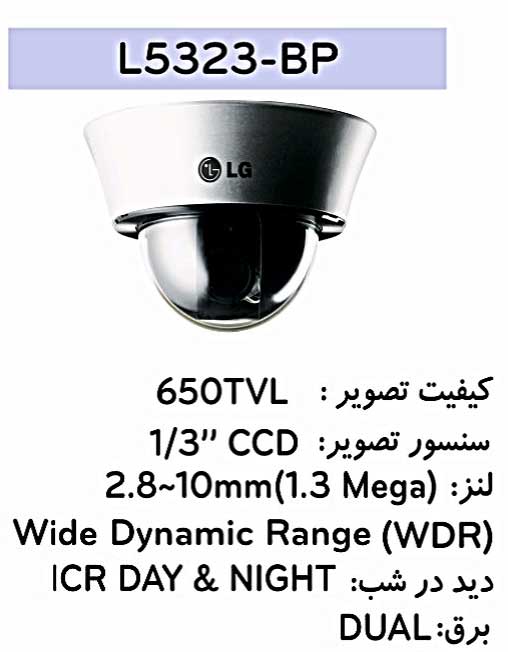 L5323-BP
LG
کیفیت تصویر : 650TVL
سنسور تصویر: 1/3” CCD
لنز: 2.8~10mm(1.3 Mega)
Wide Dynamic Range (WDR)
دید در شب: ICR DAY & NIGHT
برق:DUAL